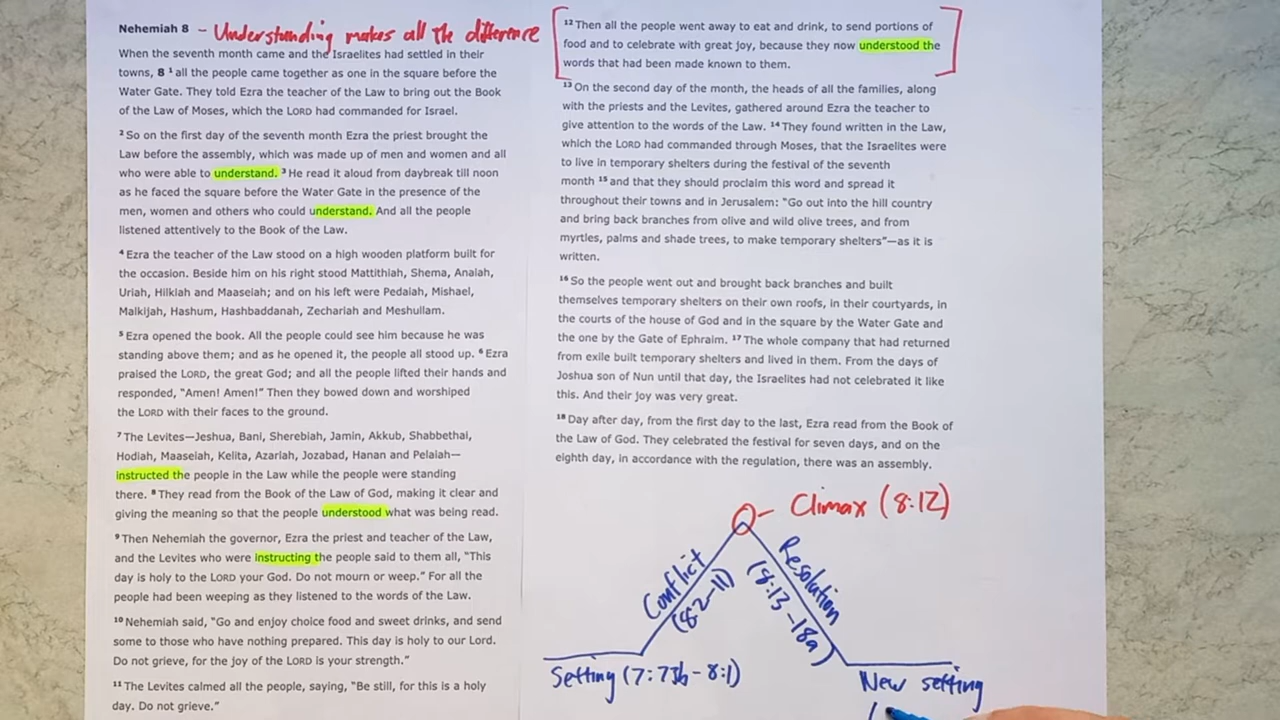 Nehemiah 8 - Understanding makes all the difference
When the seventh month came and the Israelites had settled in their
towns, 8 1 all the people came together as one in the square before the
Water Gate. They told Ezra the teacher of the Law to bring out the Book
of the Law of Moses, which the LORD had commanded for Israel.
2 So on the first day of the seventh month Ezra the priest brought the
Law before the assembly, which was made up of men and women and all
who were able to understand. 3 He read it aloud from daybreak till noon
as he faced the square before the Water Gate in the presence of the
men, women and others who could understand. And all the people
listened attentively to the Book of the Law.
4 Ezra the teacher of the Law stood on a high wooden platform built for
the occasion. Beside him on his right stood Mattithiah, Shema, Anaiah,
Uriah, Hilkiah and Maaseiah; and on his left were Pedaiah, Mishael,
Malkijah, Hashum, Hashbaddanah, Zechariah and Meshullam.
5 Ezra opened the book. All the people could see him because he was
standing above them; and as he opened it, the people all stood up. 6 Ezra
praised the LORD, the great God; and all the people lifted their hands and
responded, “Amen! Amen!” Then they bowed down and worshiped
the LORD with their faces to the ground.
7 The Levites—Jeshua, Bani, Sherebiah, Jamin, Akkub, Shabbethai,
Hodiah, Maaseiah, Kelita, Azariah, Jozabad, Hanan and Pelaiah—
instructed the people in the Law while the people were standing
there. 8 They read from the Book of the Law of God, making it clear and
giving the meaning so that the people understood what was being read.
9 Then Nehemiah the governor, Ezra the priest and teacher of the Law,
and the Levites who were instructing the people said to them all, “This
day is holy to the LORD your God. Do not mourn or weep.” For all the
people had been weeping as they listened to the words of the Law.
10 Nehemiah said, “Go and enjoy choice food and sweet drinks, and send
some to those who have nothing prepared. This day is holy to our Lord.
Do not grieve, for the joy of the LORD is your strength.”
11 The Levites calmed all the people, saying, “Be still, for this is a holy
day. Do not grieve.”
12 Then all the people went away to eat and drink, to send portions of
food and to celebrate with great joy, because they now understood the
words that had been made known to them.
13 On the second day of the month, the heads of all the families, along
with the priests and the Levites, gathered around Ezra the teacher to
give attention to the words of the Law. 14 They found written in the Law,
which the LORD had commanded through Moses, that the Israelites were
to live in temporary shelters during the festival of the seventh
month 15 and that they should proclaim this word and spread it
throughout their towns and in Jerusalem: “Go out into the hill country
and bring back branches from olive and wild olive trees, and from
myrtles, palms and shade trees, to make temporary shelters”—as it is
written.
16 So the people went out and brought back branches and built
themselves temporary shelters on their own roofs, in their courtyards, in
the courts of the house of God and in the square by the Water Gate and
the one by the Gate of Ephraim. 17 The whole company that had returned
from exile built temporary shelters and lived in them. From the days of
Joshua son of Nun until that day, the Israelites had not celebrated it like
this. And their joy was very great.
18 Day after day, from the first day to the last, Ezra read from the Book of
the Law of God. They celebrated the festival for seven days, and on the
eighth day, in accordance with the regulation, there was an assembly.
Climax (8:12)
Conflict
(8:2-11)
Resolution
(8:13-18a)
Setting (7:73b-8:1)
New setting
(